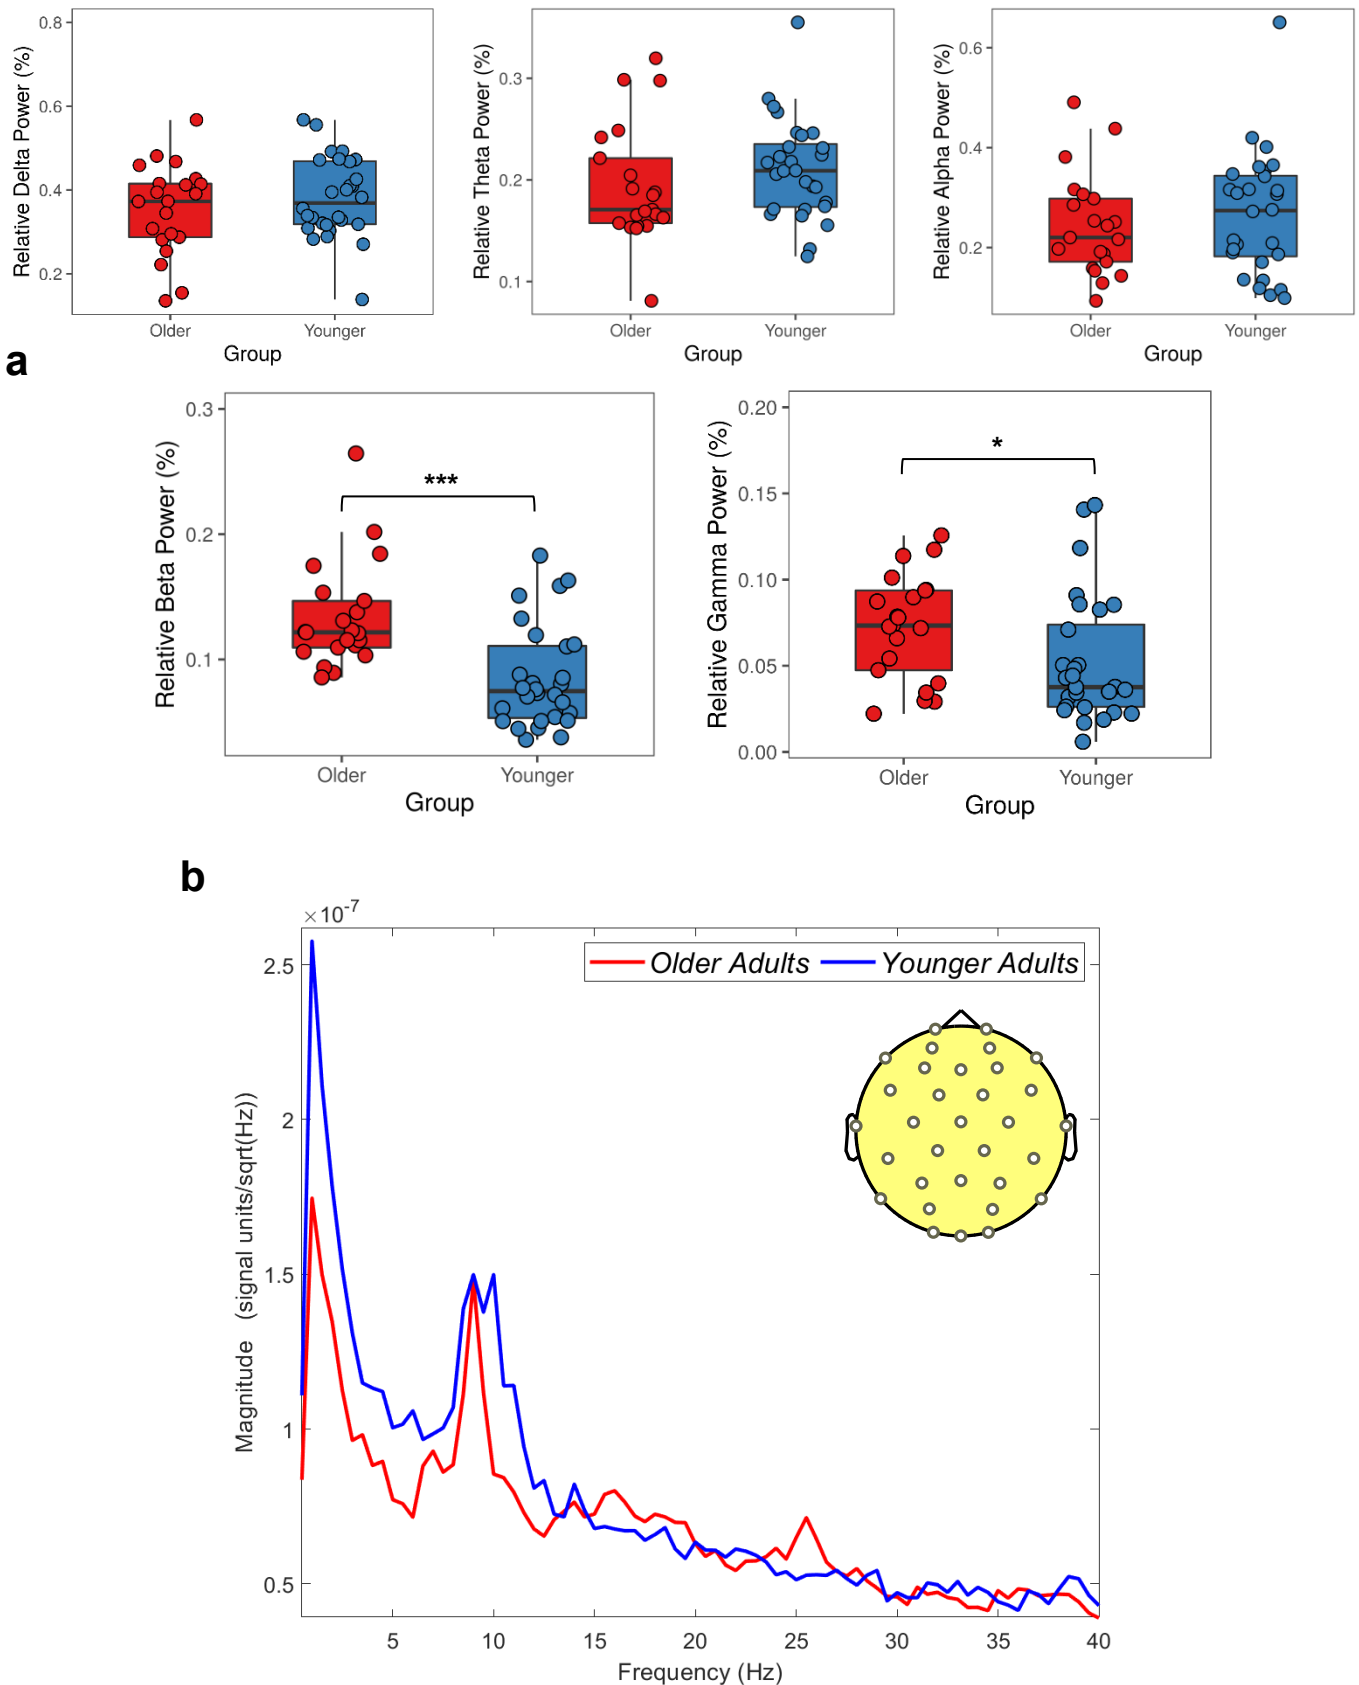 Relative Delta Power (%)
0.8
0.6
0.4
0.2
Older
Younger
Group
Relative Theta Power (%)
0.3
0.2
0.1
Older
Younger
Group
Relative Alpha Power (%)
0.6
0.4
0.2
Older
Younger
Group
a
Relative Beta Power (%)
0.3
0.2
0.1
***
Older
Younger
Group
Relative Gamma Power (%)
0.20
0.15
0.10
0.05
0.00
*
Older
Younger
Group
b
×10-7
2.5
2
1.5
1
0.5
Magnitude (signal units/sqrt(Hz))
Older Adults
Younger Adults
5
10
15
20
25
30
35
40
Frequency (Hz)